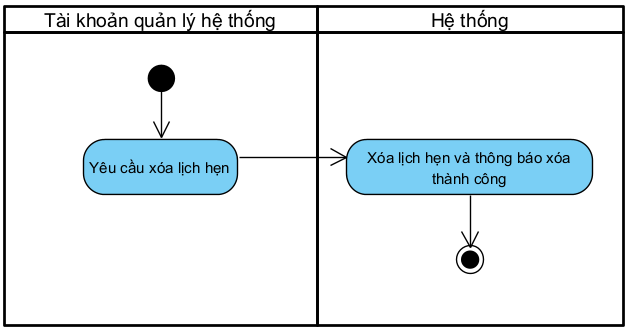 Tài khoản quản lý hệ thống
Hệ thống
Yêu cầu xóa lịch hẹn
Xóa lịch hẹn và thông báo xóa
thành công